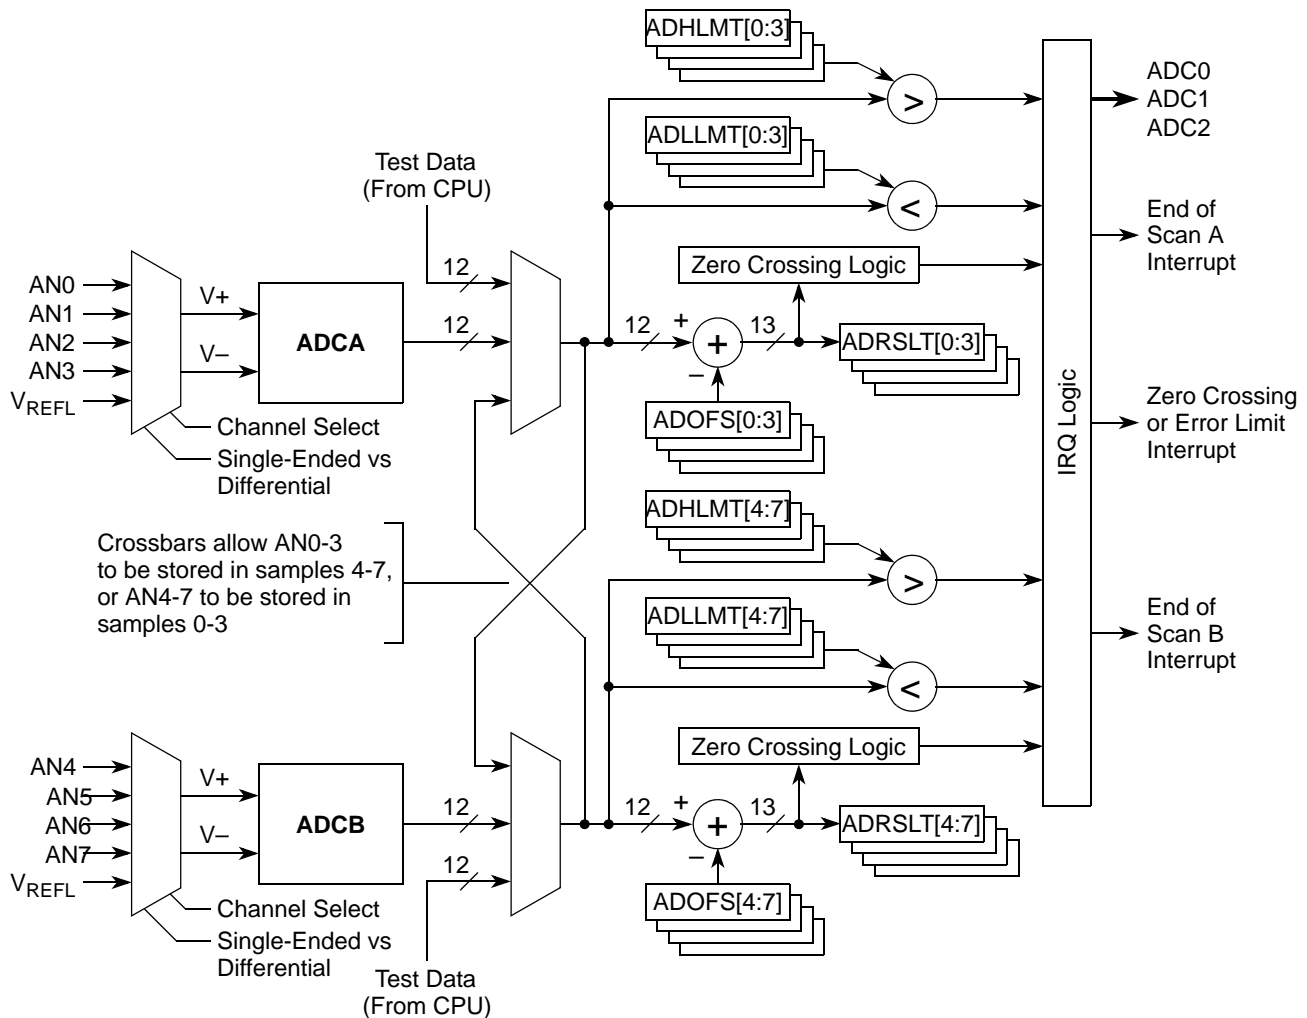 ADHLMT[0:3]
>
ADC0
ADC1
ADC2
ADLLMT[0:3]
<
Test Data
(From CPU)
End of
Scan A
Interrupt
12
Zero Crossing Logic
AN0
AN1
AN2
AN3
VREFL
V+
V–
ADCA
12
12
+
–
+
13
ADRSLT[0:3]
ADOFS[0:3]
Channel Select
Single-Ended vs
Differential
IRQ Logic
Zero Crossing
or Error Limit
Interrupt
Crossbars allow AN0-3
to be stored in samples 4-7,
or AN4-7 to be stored in
samples 0-3
ADHLMT[4:7]
>
ADLLMT[4:7]
<
End of
Scan B
Interrupt
Zero Crossing Logic
AN4
AN5
AN6
AN7
VREFL
V+
V–
ADCB
12
12
12
+
–
+
13
ADRSLT[4:7]
ADOFS[4:7]
Channel Select
Single-Ended vs
Differential
Test Data
(From CPU)